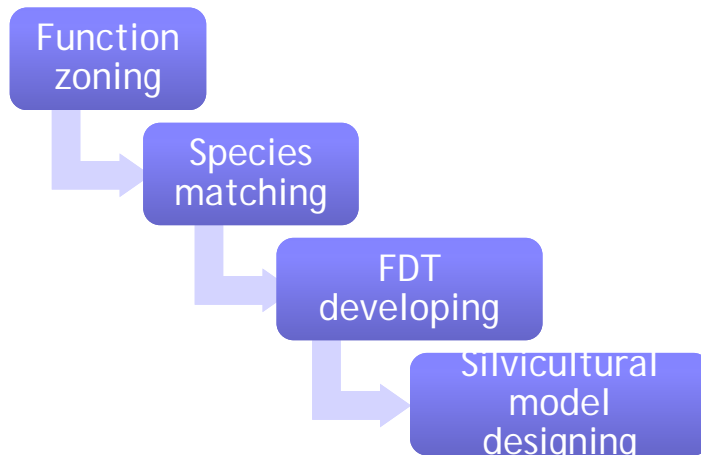 Function
zoning
Species
matching
FDT
developing
Silvicultural
model
designing